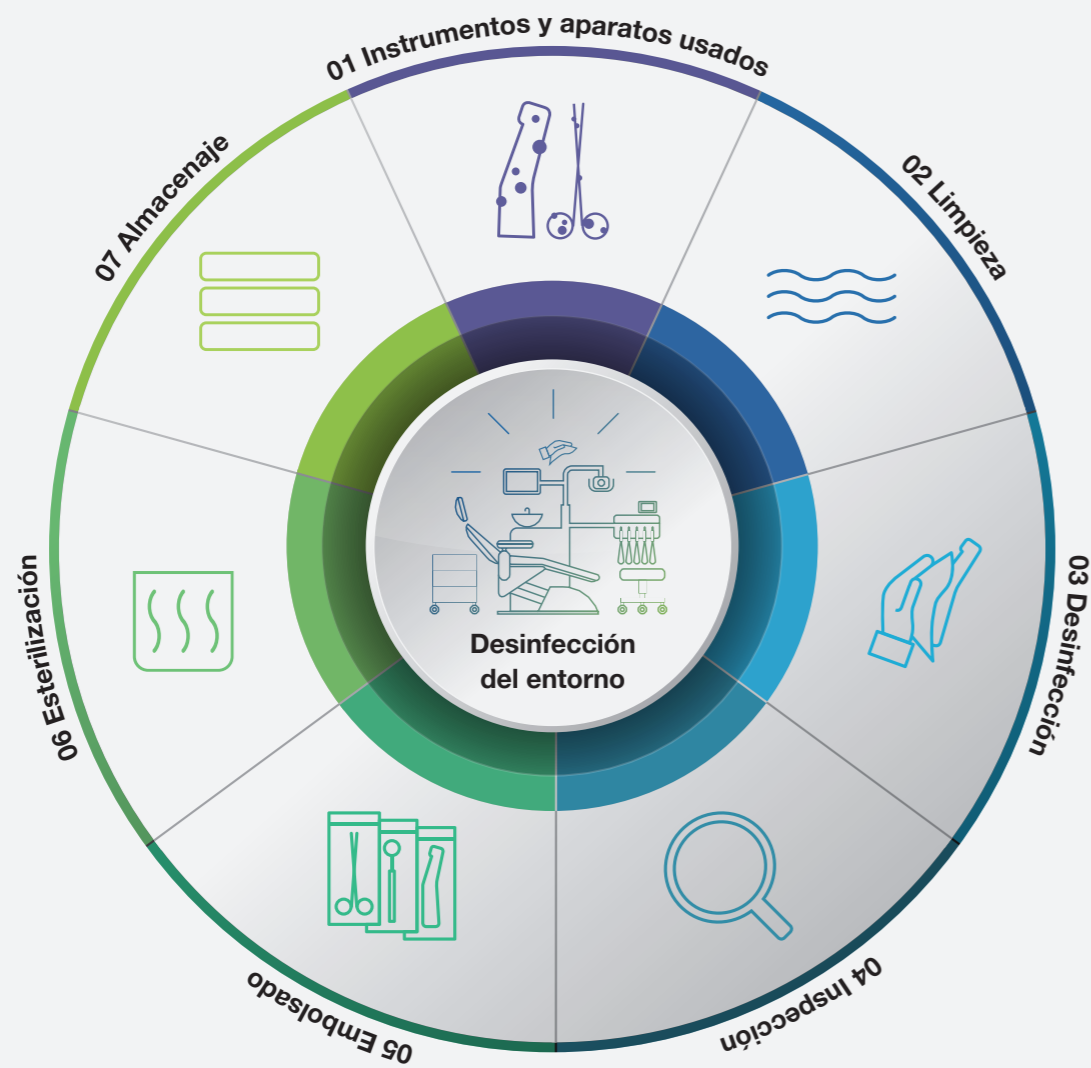 01 Instrumentos y aparatos usados
02 Limpieza
03 Desinfección
04 Inspección
05 Embolsado
06 Esterilización
07 Almacenaje
Desinfección
del entorno